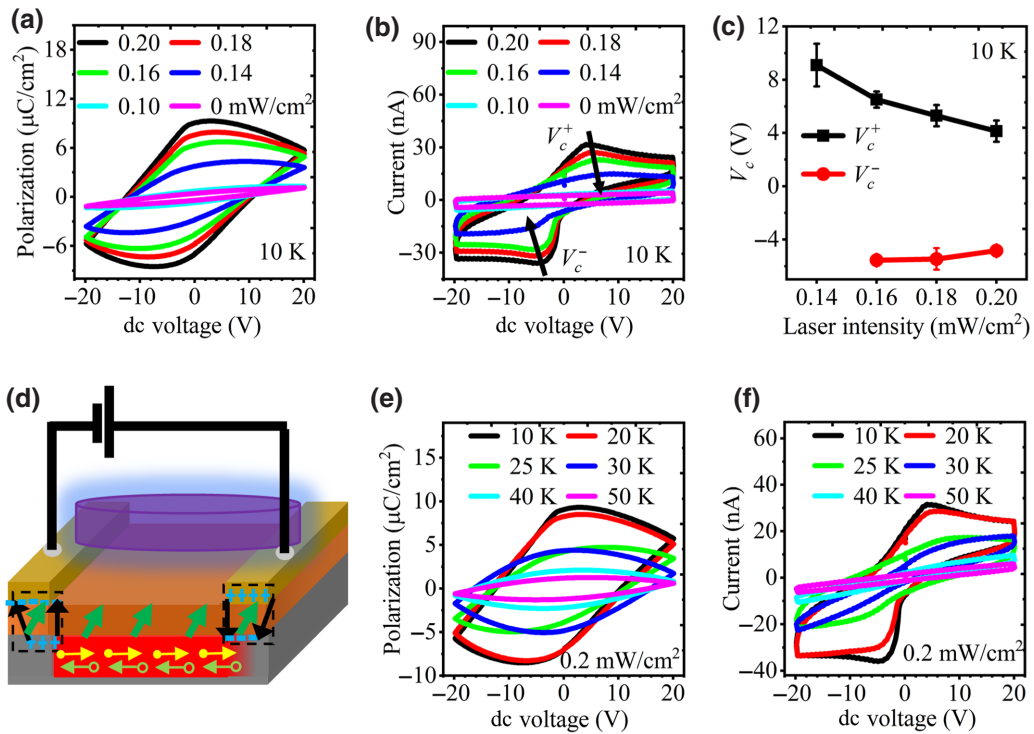 (a)
18
12
6
0
−6
Polarization (μC/cm²)
0.20 0.18
0.16 0.14
0.10 0 mW/cm²
10 K
−20 −10 0 10 20
dc voltage (V)
(b)
90
60
30
0
−30
Current (nA)
0.20 0.18
0.16 0.14
0.10 0 mW/cm²
V_c^+
V_c^−
10 K
−20 −10 0 10 20
dc voltage (V)
(c)
12
8
4
0
−4
V_c (V)
10 K
V_c^+
V_c^−
0.14 0.16 0.18 0.20
Laser intensity (mW/cm²)
(d)
(e)
15
10
5
0
−5
−10
Polarization (μC/cm²)
10 K 20 K
25 K 30 K
40 K 50 K
0.2 mW/cm²
−20 −10 0 10 20
dc voltage (V)
(f)
60
40
20
0
−20
−40
Current (nA)
10 K 20 K
25 K 30 K
40 K 50 K
0.2 mW/cm²
−20 −10 0 10 20
dc voltage (V)